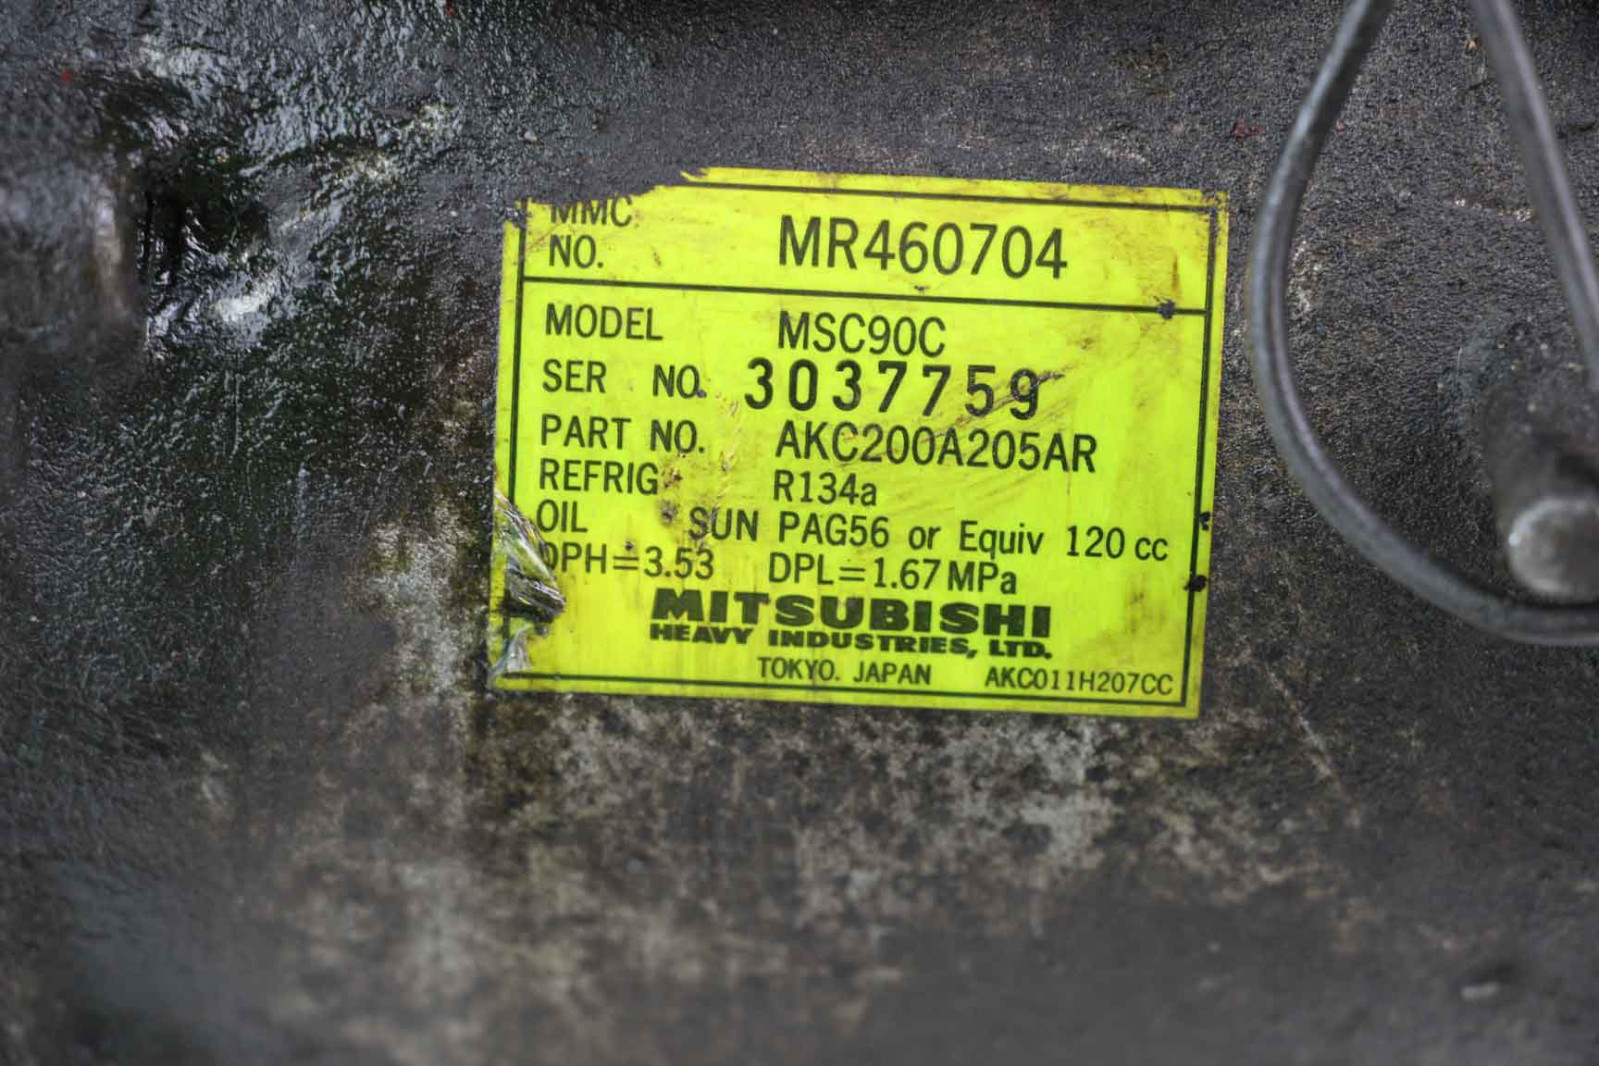 MMC
NO. MR460704
MODEL MSC90C
SER NO. 3037759
PART NO. AKC200A205AR
REFRIG R134a
OIL SUN PAG56 or Equiv 120 cc
DPH=3.53 DPL=1.67 MPa
MITSUBISHI
HEAVY INDUSTRIES, LTD.
TOKYO. JAPAN AKC011H207CC